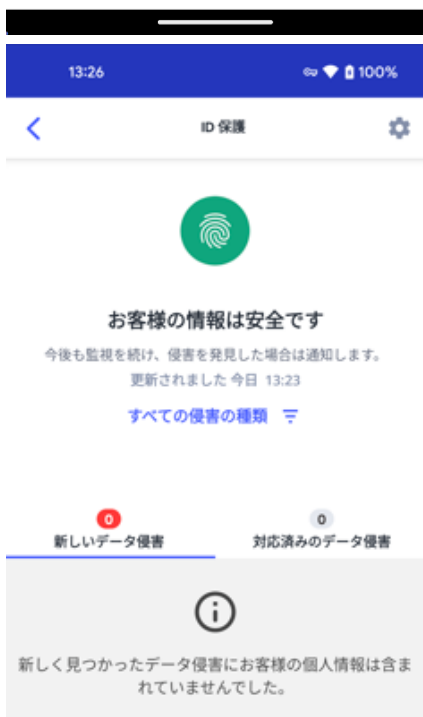 13:26
100%
ID 保護
お客様の情報は安全です
今後も監視を続け、侵害を発見した場合は通知します。
更新されました 今日 13:23
すべての侵害の種類
0
新しいデータ侵害
0
対応済みのデータ侵害
新しく見つかったデータ侵害にお客様の個人情報は含ま
れていませんでした。